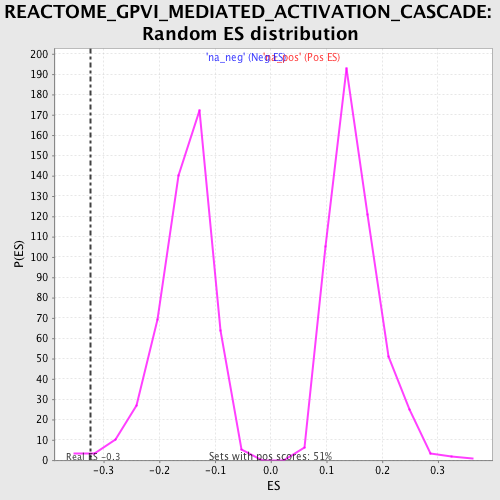 REACTOME_GPVI_MEDIATED_ACTIVATION_CASCADE:
Random ES distribution
'na_neg' (Neg ES)
'na_pos' (Pos ES)
200
190
180
170
160
150
140
130
120
110
100
90
80
70
60
50
40
30
20
10
0
P(ES)
Real ES -0.3
Sets with pos scores: 51%
-0.3 -0.2 -0.1 0.0 0.1 0.2 0.3
ES